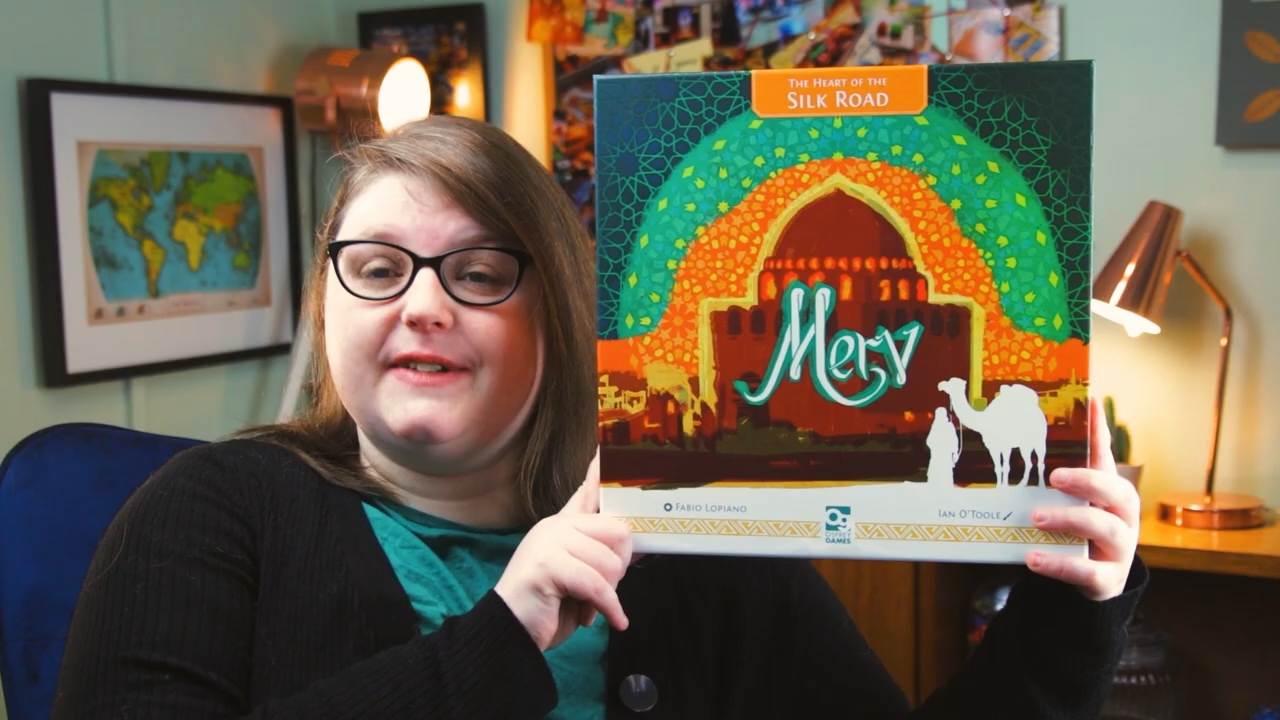 The Heart of the
Silk Road
Merv
Fabio Lopiano
Osprey
Games
Ian O'Toole